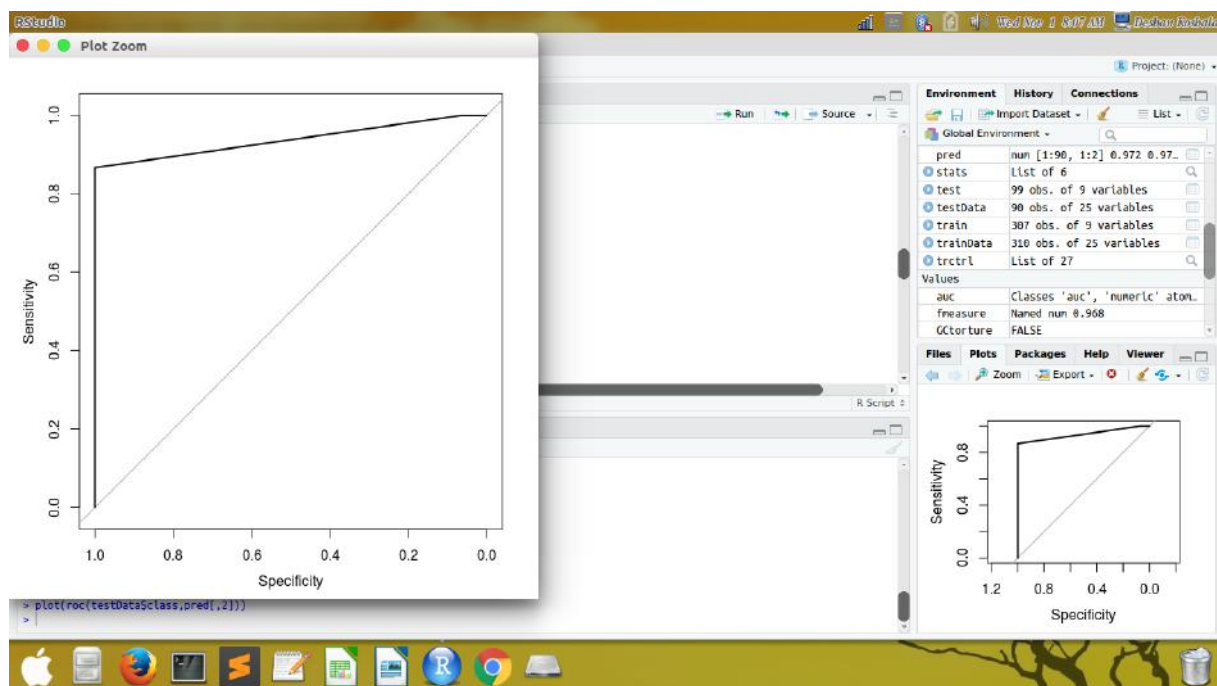 RStudio
Wed Nov 1 8:07 AM
Plot Zoom
Project: (None)
1.0
0.8
0.6
0.4
0.2
0.0
Sensitivity
1.0 0.8 0.6 0.4 0.2 0.0
Specificity
Run Source
R Script
> plot(roc(testData$class,pred[,2]))
>
Environment History Connections
Import Dataset List
Global Environment
pred num [1:90, 1:2] 0.972 0.97...
stats List of 6
test 99 obs. of 9 variables
testData 90 obs. of 25 variables
train 307 obs. of 9 variables
trainData 310 obs. of 25 variables
trctrl List of 27
Values
auc Classes 'auc', 'numeric' atom...
fmeasure Named num 0.968
GCtorture FALSE
Files Plots Packages Help Viewer
Zoom Export
0.8
0.4
0.0
Sensitivity
1.2 0.8 0.4 0.0
Specificity
R